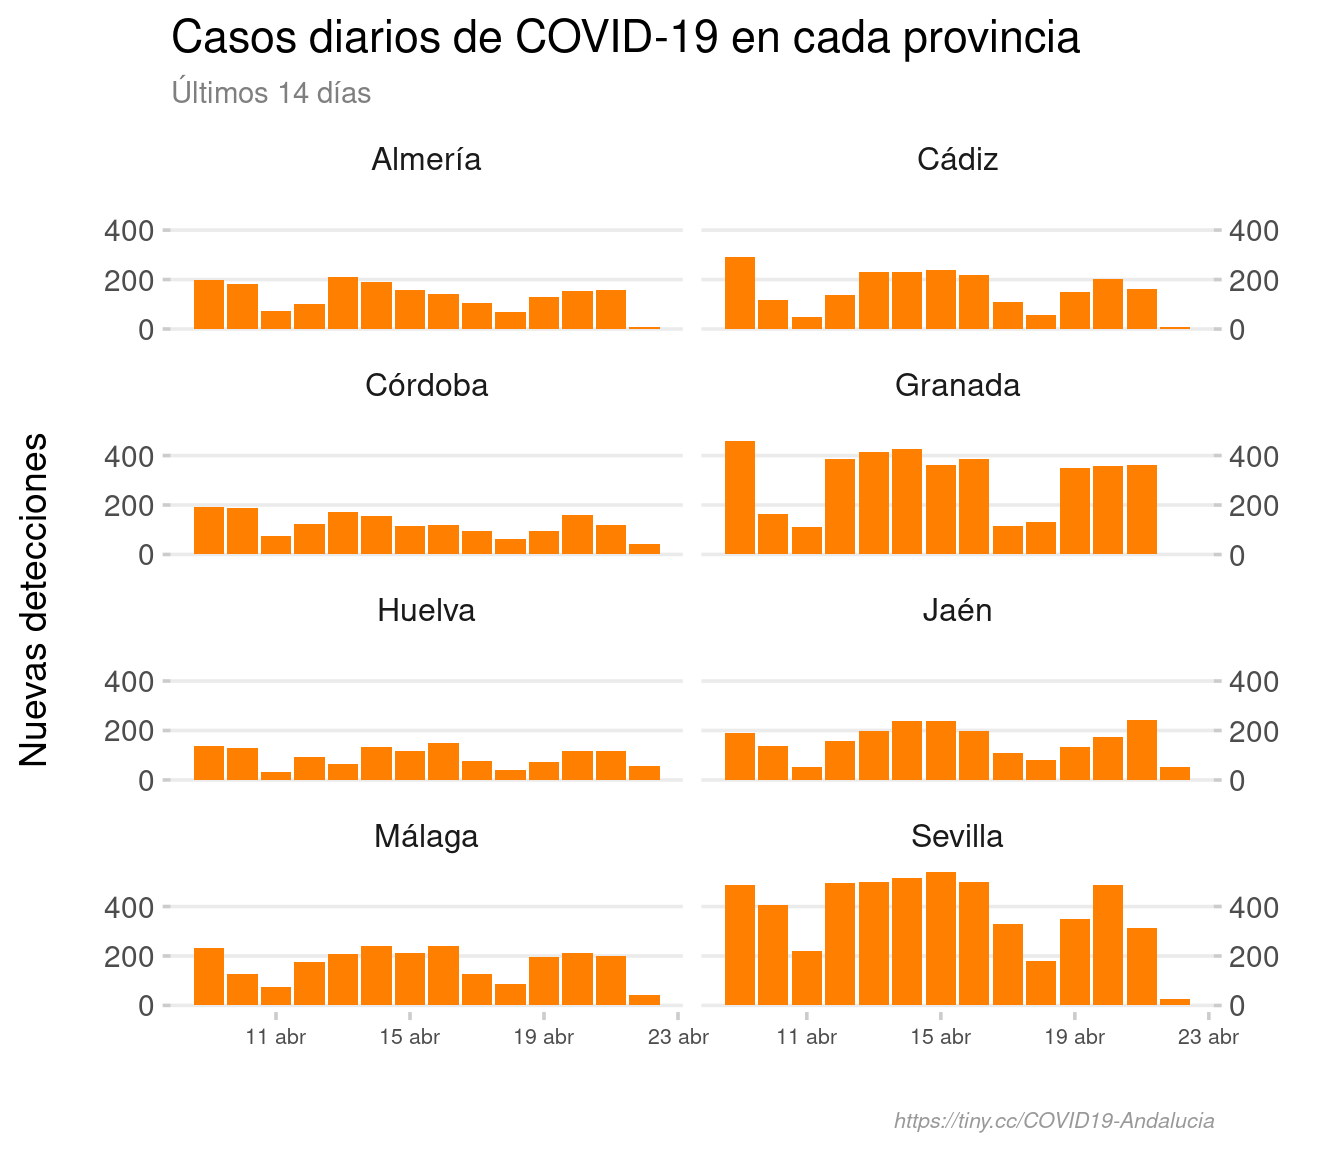 Casos diarios de COVID-19 en cada provincia
Últimos 14 días
Almería
Cádiz
400
200
0
400
200
0
Córdoba
Granada
400
200
0
400
200
0
Nuevas detecciones
Huelva
Jaén
400
200
0
400
200
0
Málaga
Sevilla
400
200
0
400
200
0
11 abr 15 abr 19 abr 23 abr 11 abr 15 abr 19 abr 23 abr
https://tiny.cc/COVID19-Andalucia